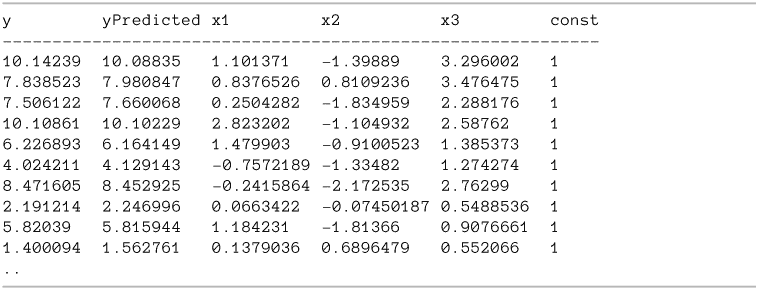 y yPredicted x1 x2 x3 const
------------------------------------------------------------
10.14239 10.08835 1.101371 -1.39889 3.296002 1
7.838523 7.980847 0.8376526 0.8109236 3.476475 1
7.506122 7.660068 0.2504282 -1.834959 2.288176 1
10.10861 10.10229 2.823202 -1.104932 2.58762 1
6.226893 6.164149 1.479903 -0.9100523 1.385373 1
4.024211 4.129143 -0.7572189 -1.33482 1.274274 1
8.471605 8.452925 -0.2415864 -2.172535 2.76299 1
2.191214 2.246996 0.0663422 -0.07450187 0.5488536 1
5.82039 5.815944 1.184231 -1.81366 0.9076661 1
1.400094 1.562761 0.1379036 0.6896479 0.552066 1
..